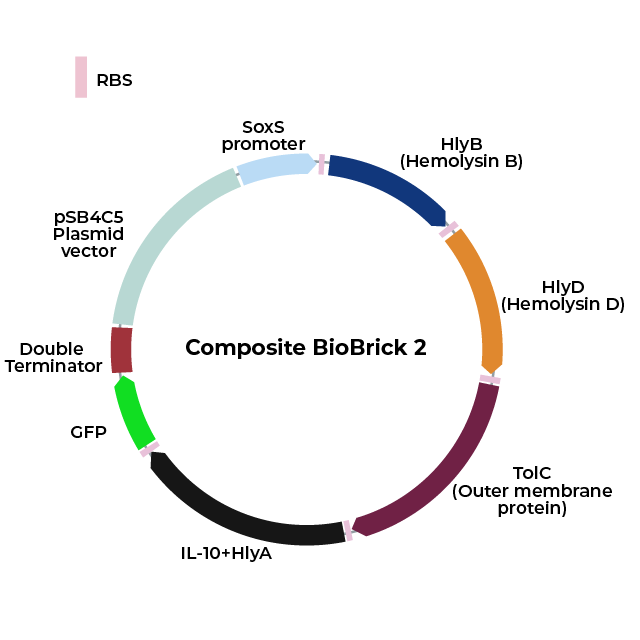 RBS
SoxS
promoter
HlyB
(Hemolysin B)
pSB4C5
Plasmid
vector
HlyD
(Hemolysin D)
Composite BioBrick 2
Double
Terminator
GFP
TolC
(Outer membrane
protein)
IL-10+HlyA